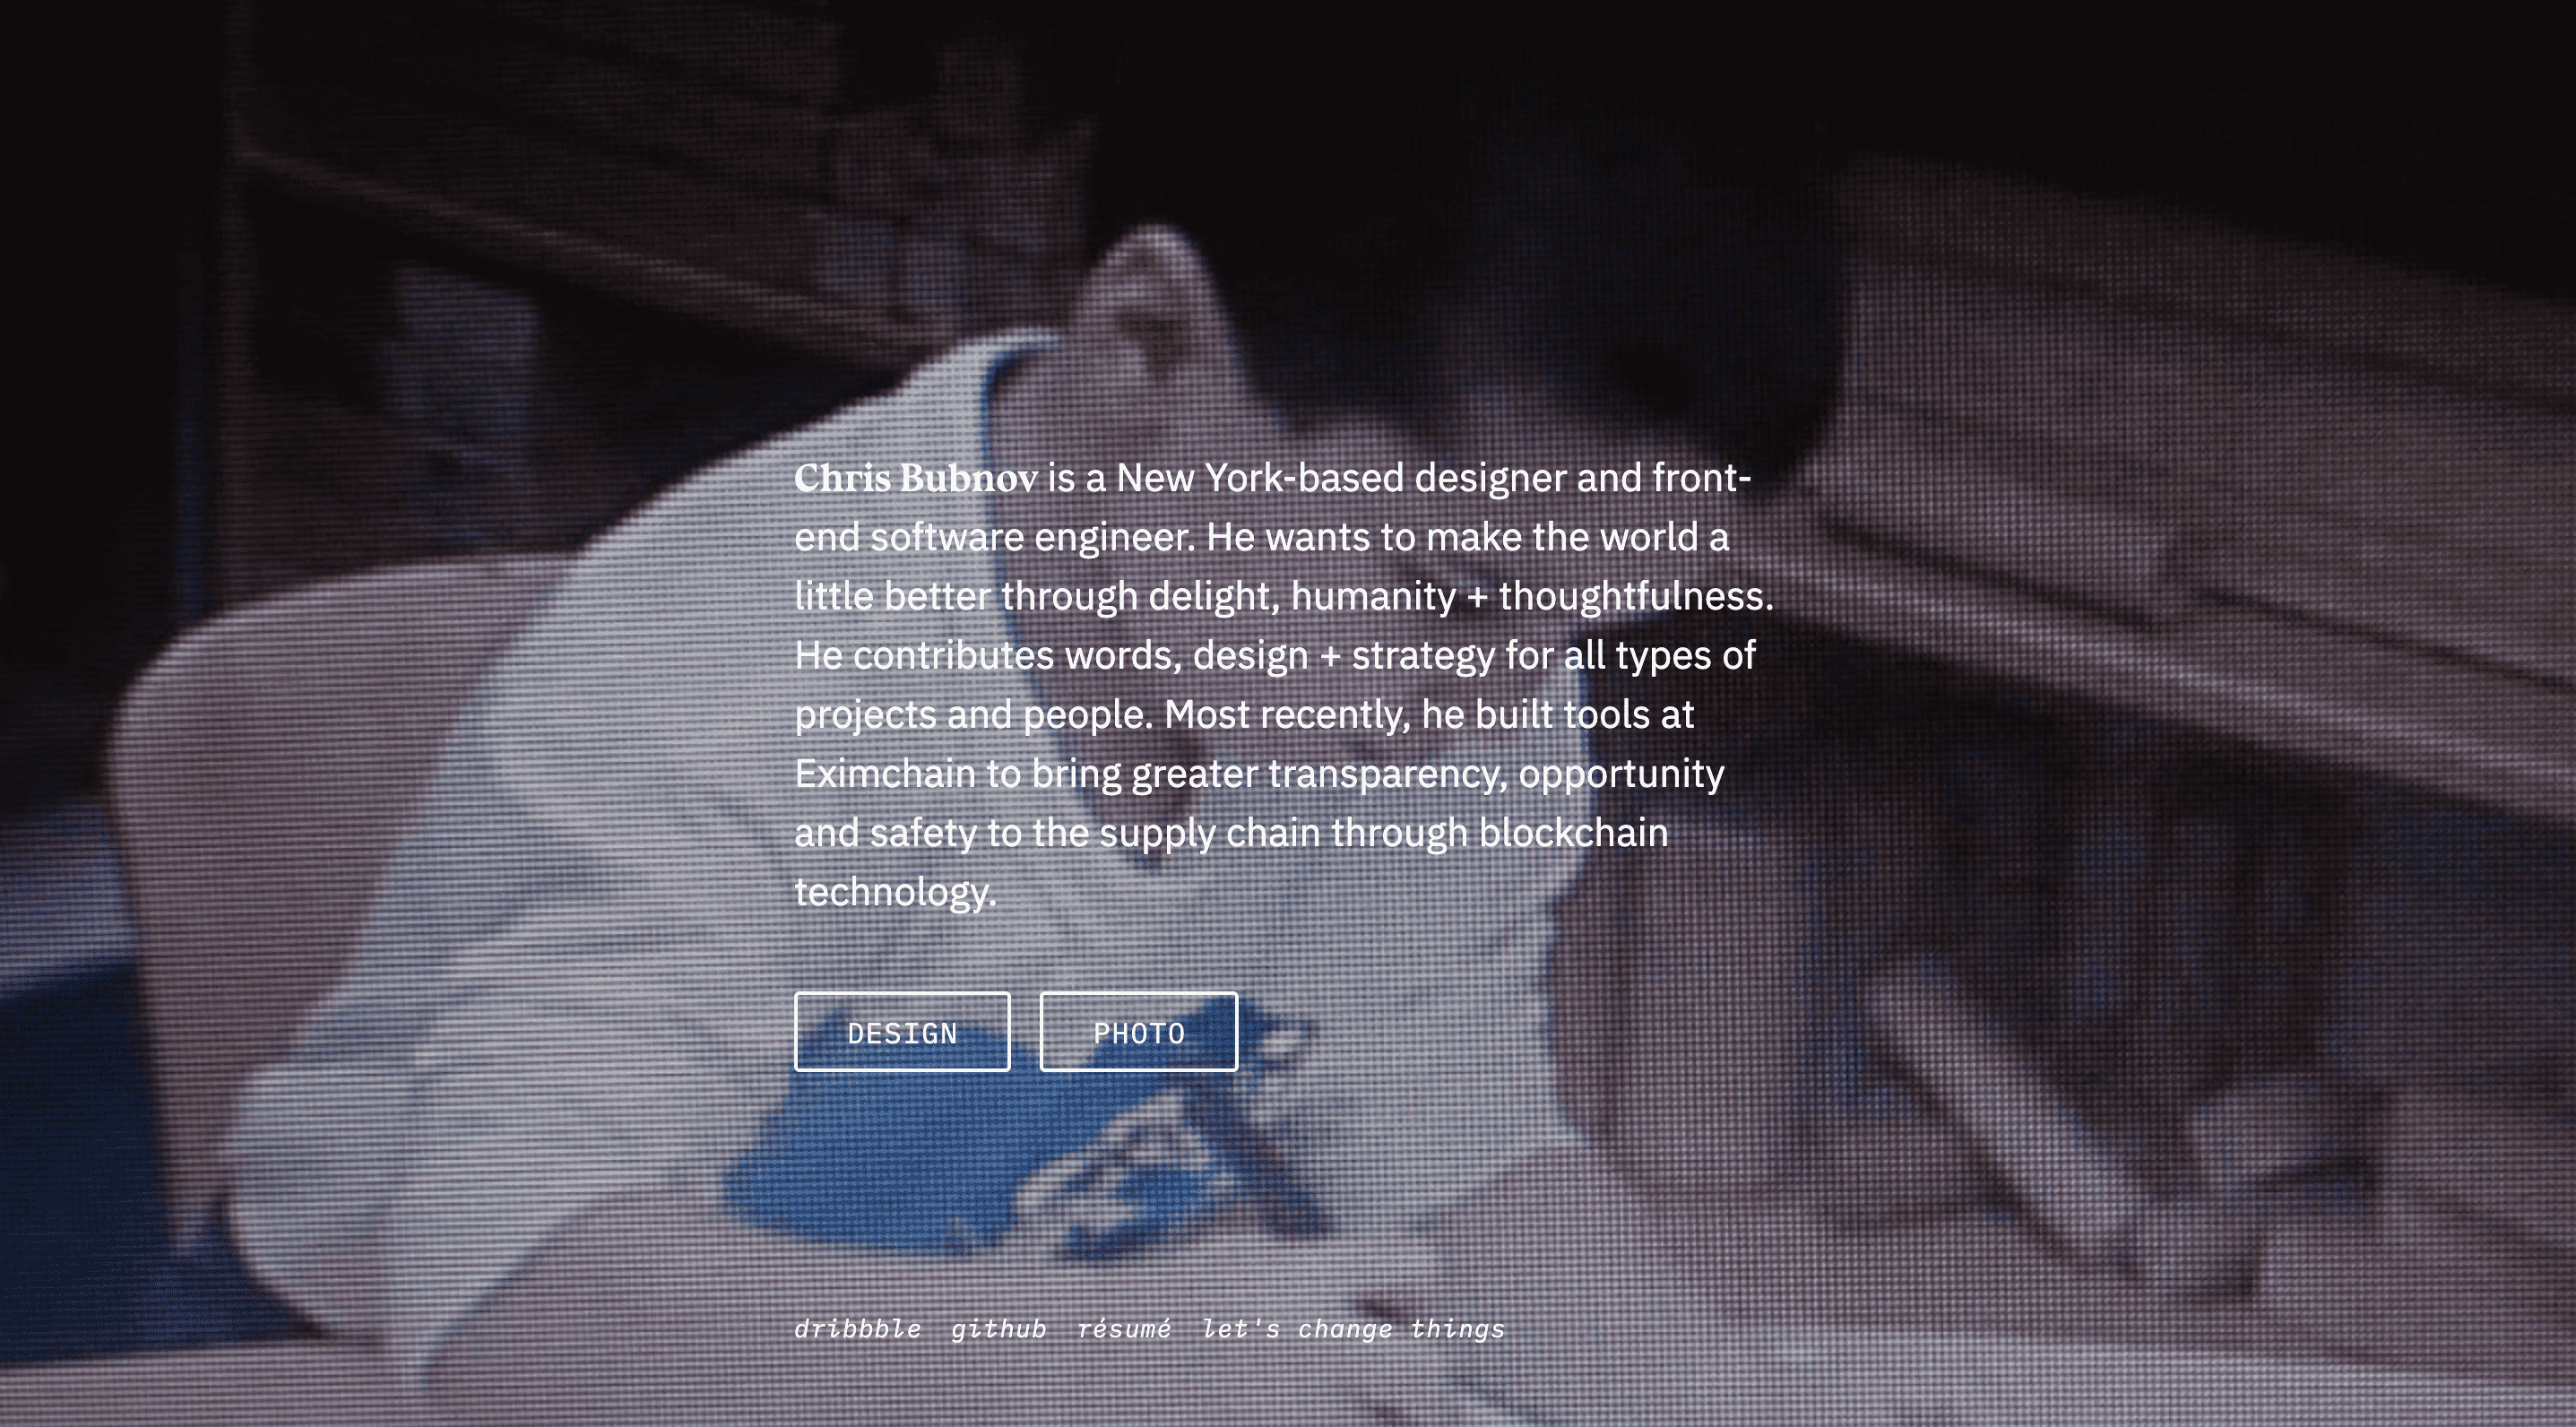 Chris Bubnov is a New York-based designer and front-
end software engineer. He wants to make the world a
little better through delight, humanity + thoughtfulness.
He contributes words, design + strategy for all types of
projects and people. Most recently, he built tools at
Eximchain to bring greater transparency, opportunity
and safety to the supply chain through blockchain
technology.
DESIGN PHOTO
dribbble github résumé let's change things